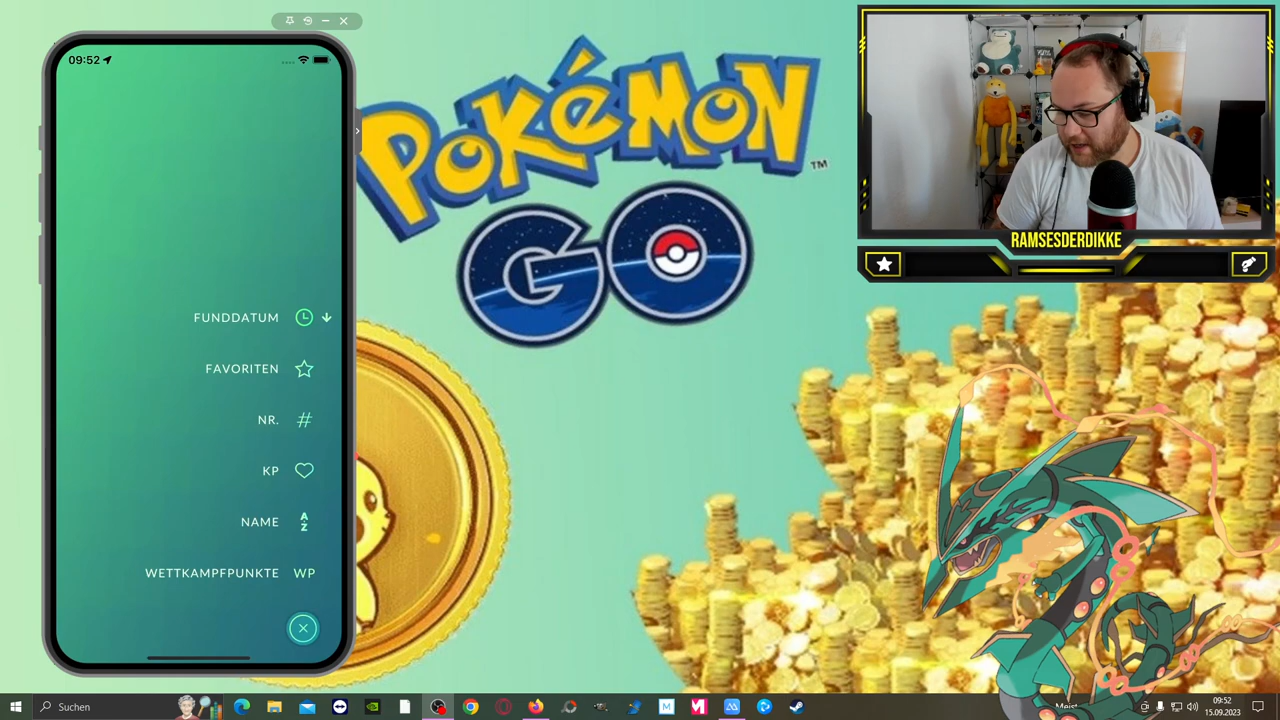 09:52
FUNDDATUM
FAVORITEN
NR.
KP
NAME
WETTKAMPFPUNKTE WP
POKéMON
TM
GO
RAMSESDERDIKKE
Suchen
09:52
15.09.2023